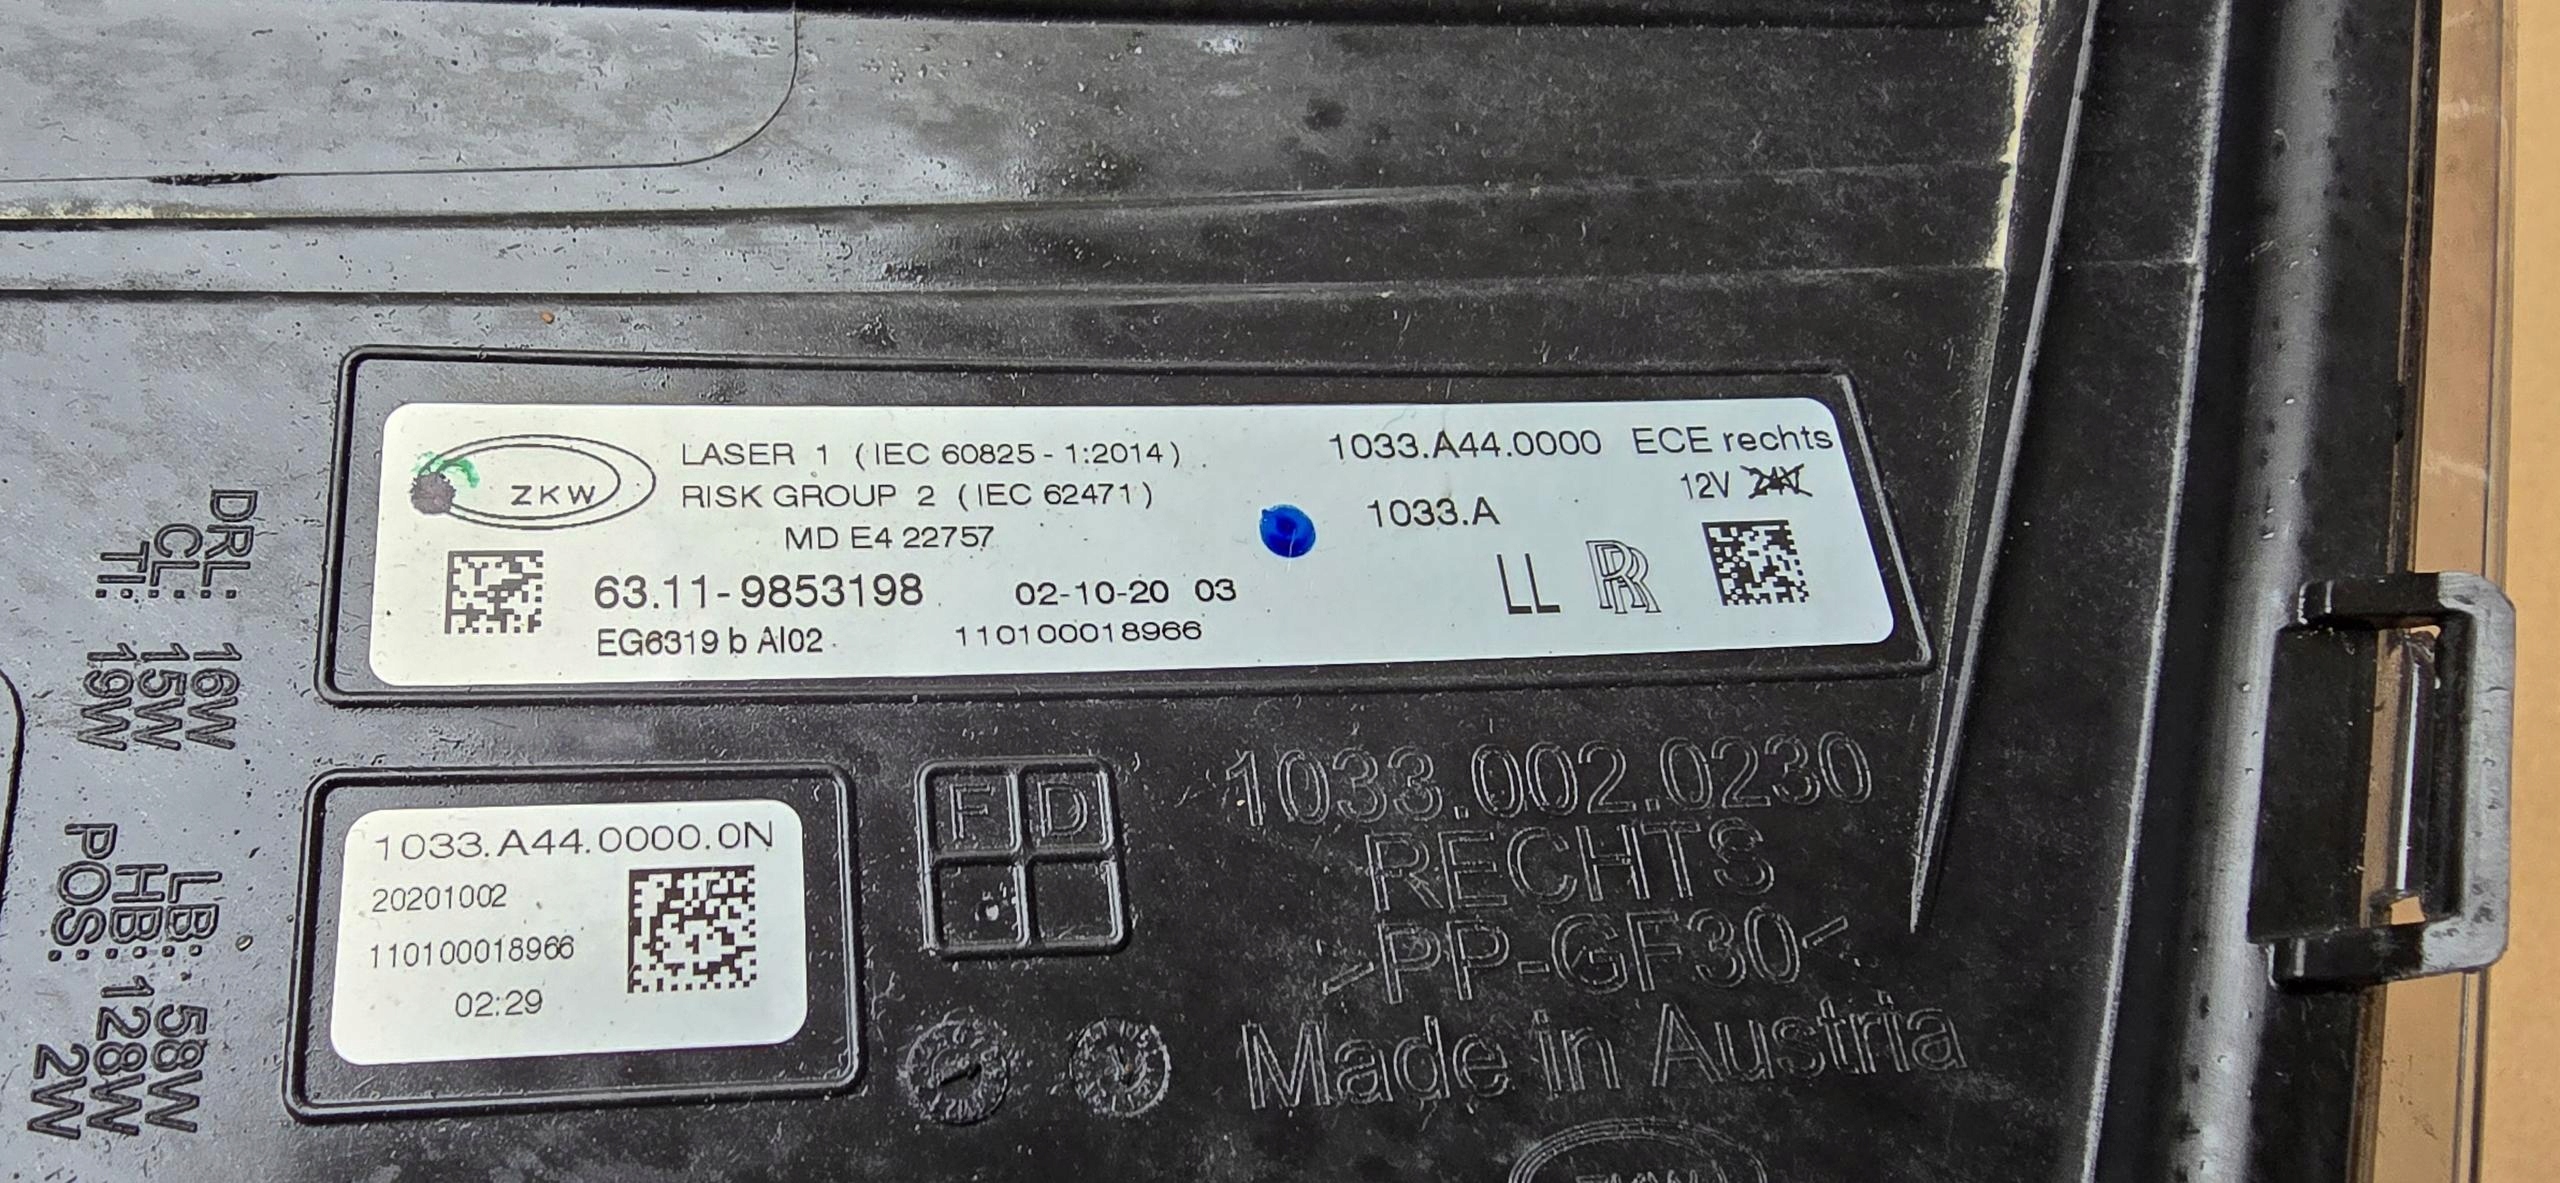 ZKW
LASER 1 (IEC 60825-1:2014)
RISK GROUP 2 (IEC 62471)
MD E4 22757
63.11-9853198
02-10-20 03
EG6319 b AI02
110100018966
1033.A44.0000 ECE rechts
12V 24V
1033.A
LL RR
DRL: 16W
CL: 15W
TI: 19W
LB: 58W
HB: 128W
POS: 2W
1033.A44.0000.0N
20201002
110100018966
02:29
F D
1033.002.0230
RECHTS
>PP-GF30<
Made in Austria